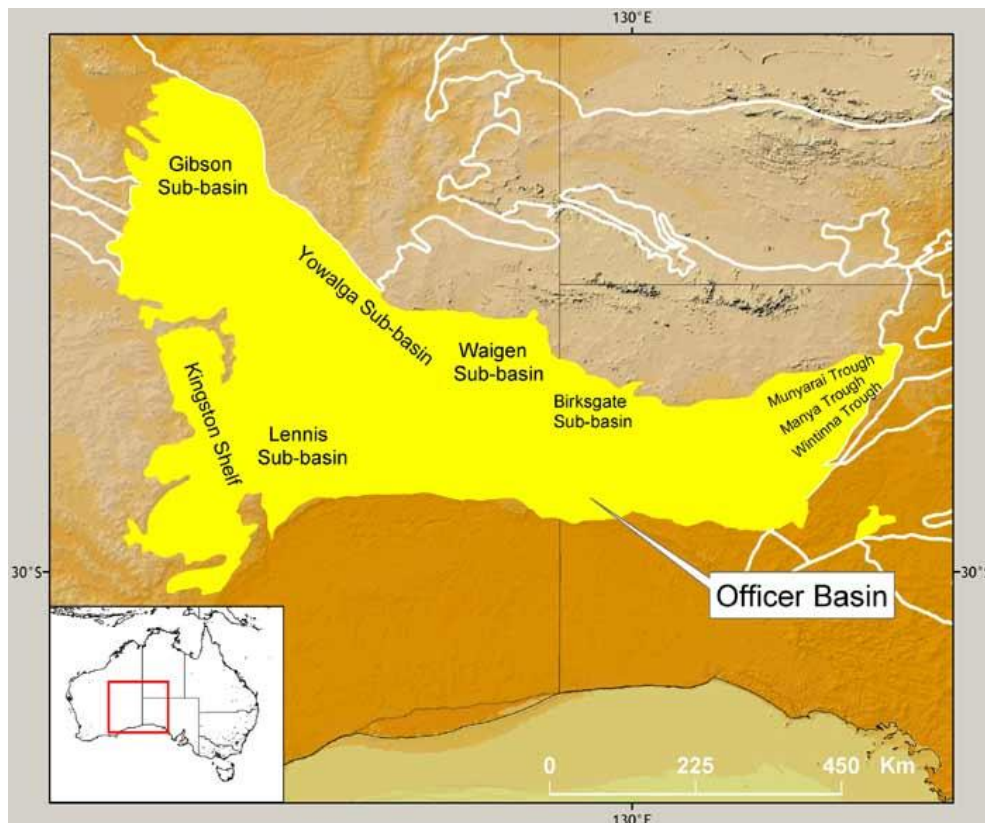 130°E
Gibson
Sub-basin
Yowalga Sub-basin
Waigen
Sub-basin
Birksgate
Sub-basin
Munyarai Trough
Manya Trough
Wintinna Trough
Kingston Shelf
Lennis
Sub-basin
30°S
30°S
Officer Basin
0
225
450
Km
130°E